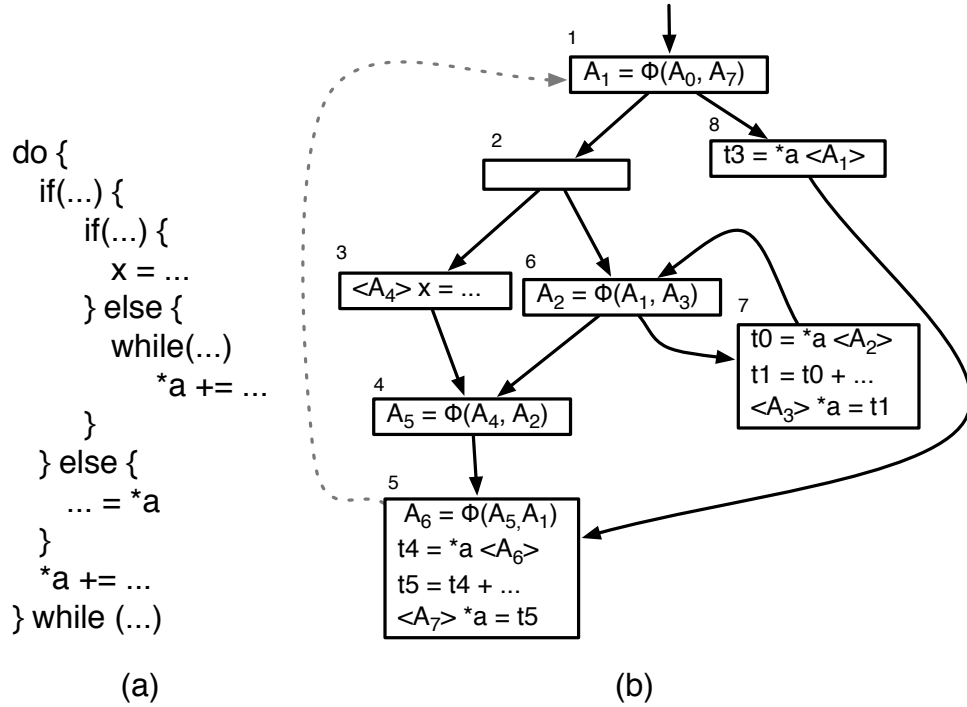 do {
if(...) {
if(...) {
x = ...
} else {
while(...)
*a += ...
}
} else {
... = *a
}
*a += ...
} while (...)
(a)
1
A₁ = Φ(A₀, A₇)
2
8
t3 = *a <A₁>
3
<A₄> x = ...
6
A₂ = Φ(A₁, A₃)
7
t0 = *a <A₂>
t1 = t0 + ...
<A₃> *a = t1
4
A₅ = Φ(A₄, A₂)
5
A₆ = Φ(A₅,A₁)
t4 = *a <A₆>
t5 = t4 + ...
<A₇> *a = t5
(b)